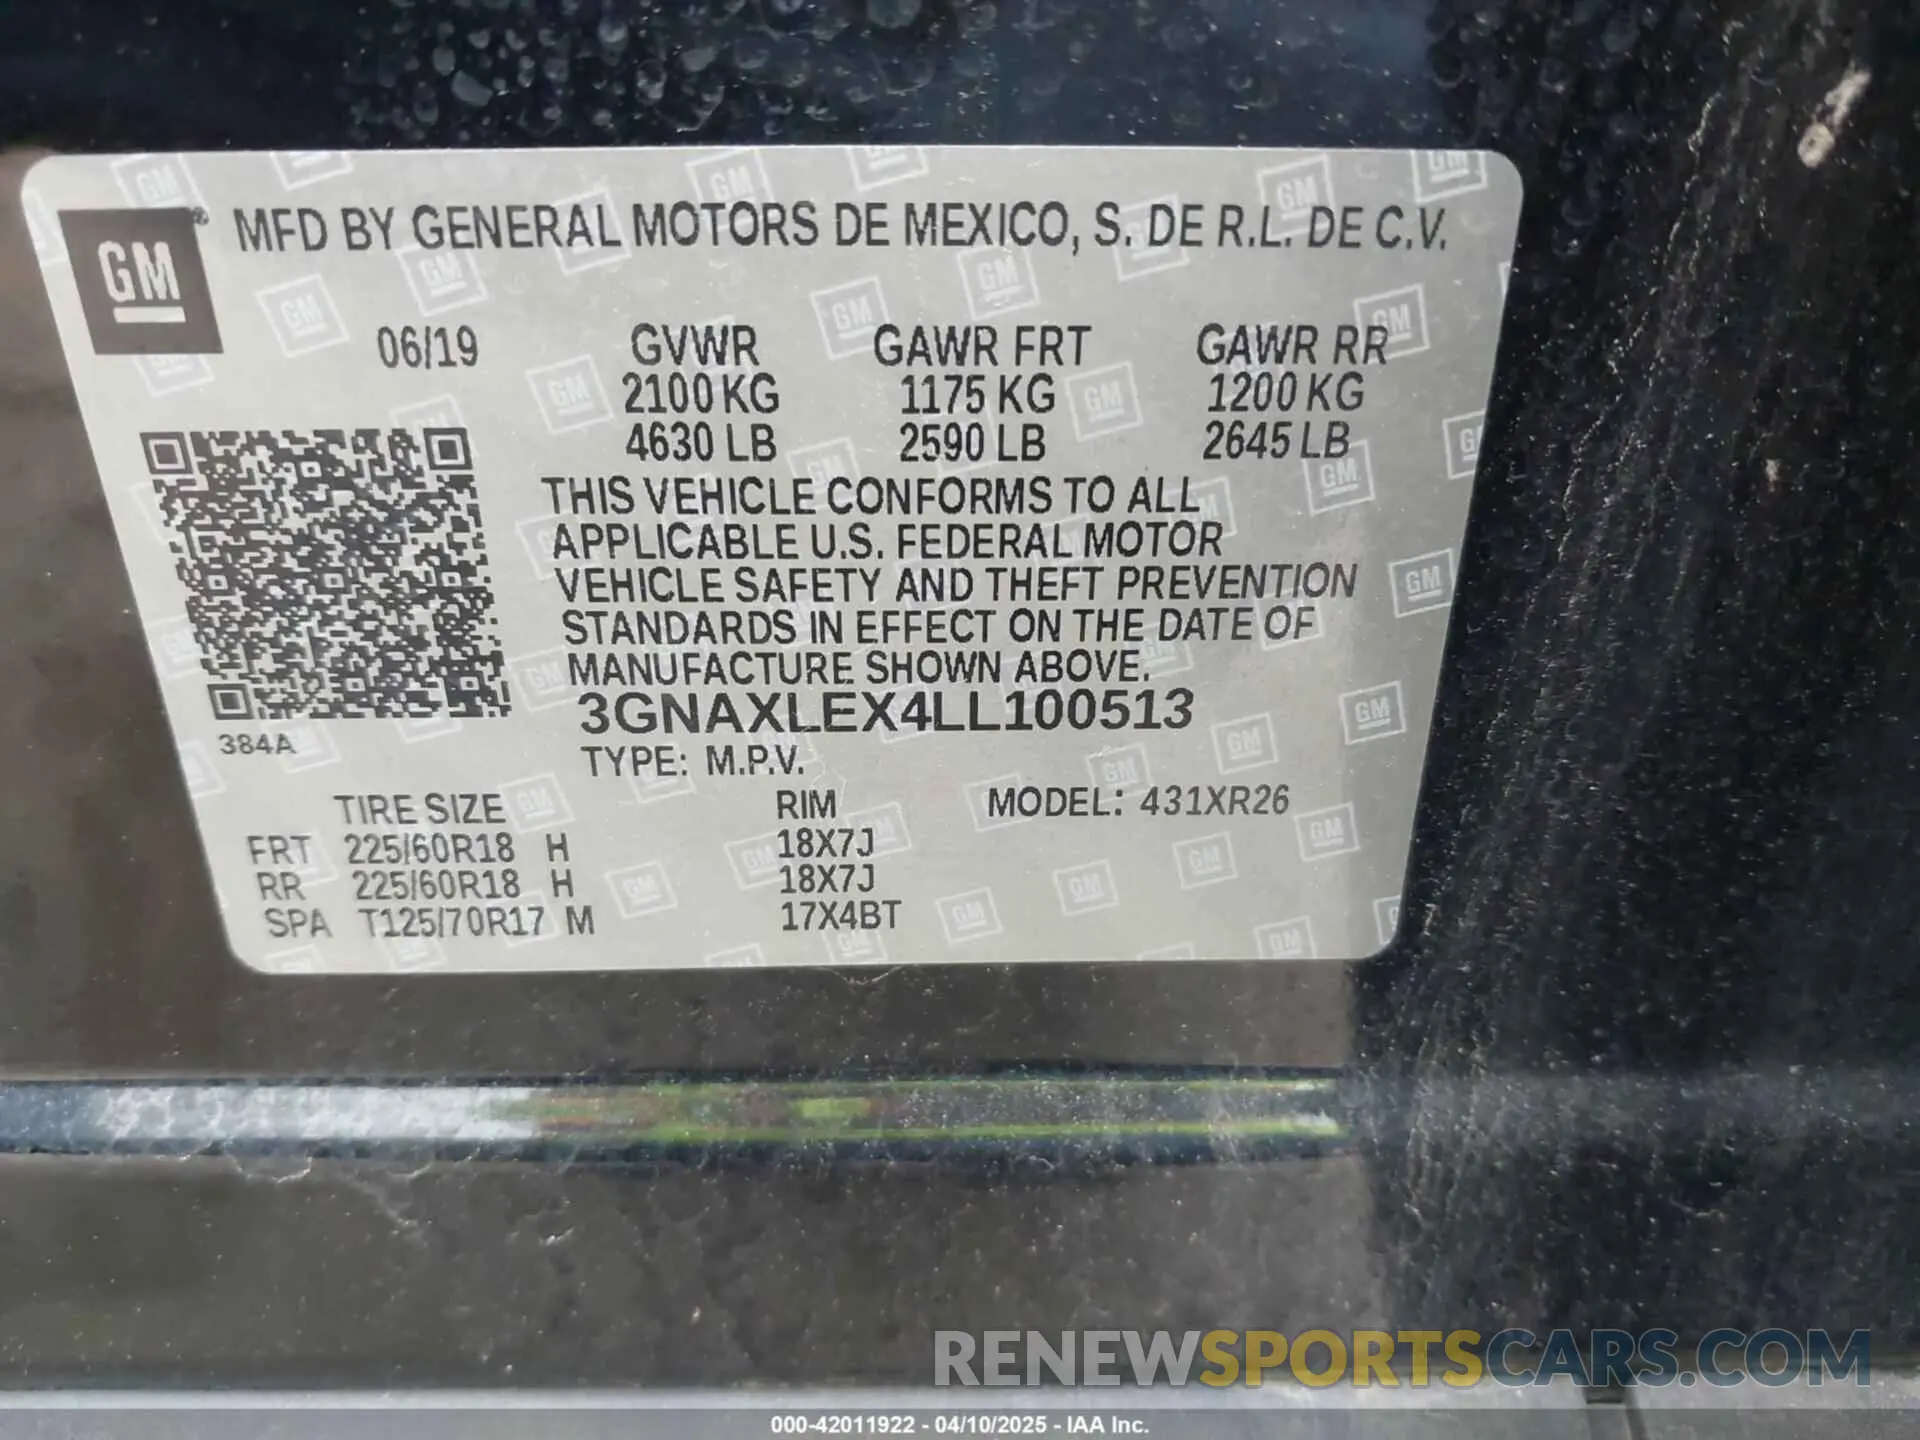 GM® MFD BY GENERAL MOTORS DE MEXICO, S. DE R.L. DE C.V.
06/19 GVWR GAWR FRT GAWR RR
2100 KG 1175 KG 1200 KG
4630 LB 2590 LB 2645 LB
THIS VEHICLE CONFORMS TO ALL
APPLICABLE U.S. FEDERAL MOTOR
VEHICLE SAFETY AND THEFT PREVENTION
STANDARDS IN EFFECT ON THE DATE OF
MANUFACTURE SHOWN ABOVE.
3GNAXLEX4LL100513
384A
TYPE: M.P.V.
TIRE SIZE RIM MODEL: 431XR26
FRT 225/60R18 H 18X7J
RR 225/60R18 H 18X7J
SPA T125/70R17 M 17X4BT
RENEWSPORTSCARS.COM
000-42011922 - 04/10/2025 - IAA Inc.